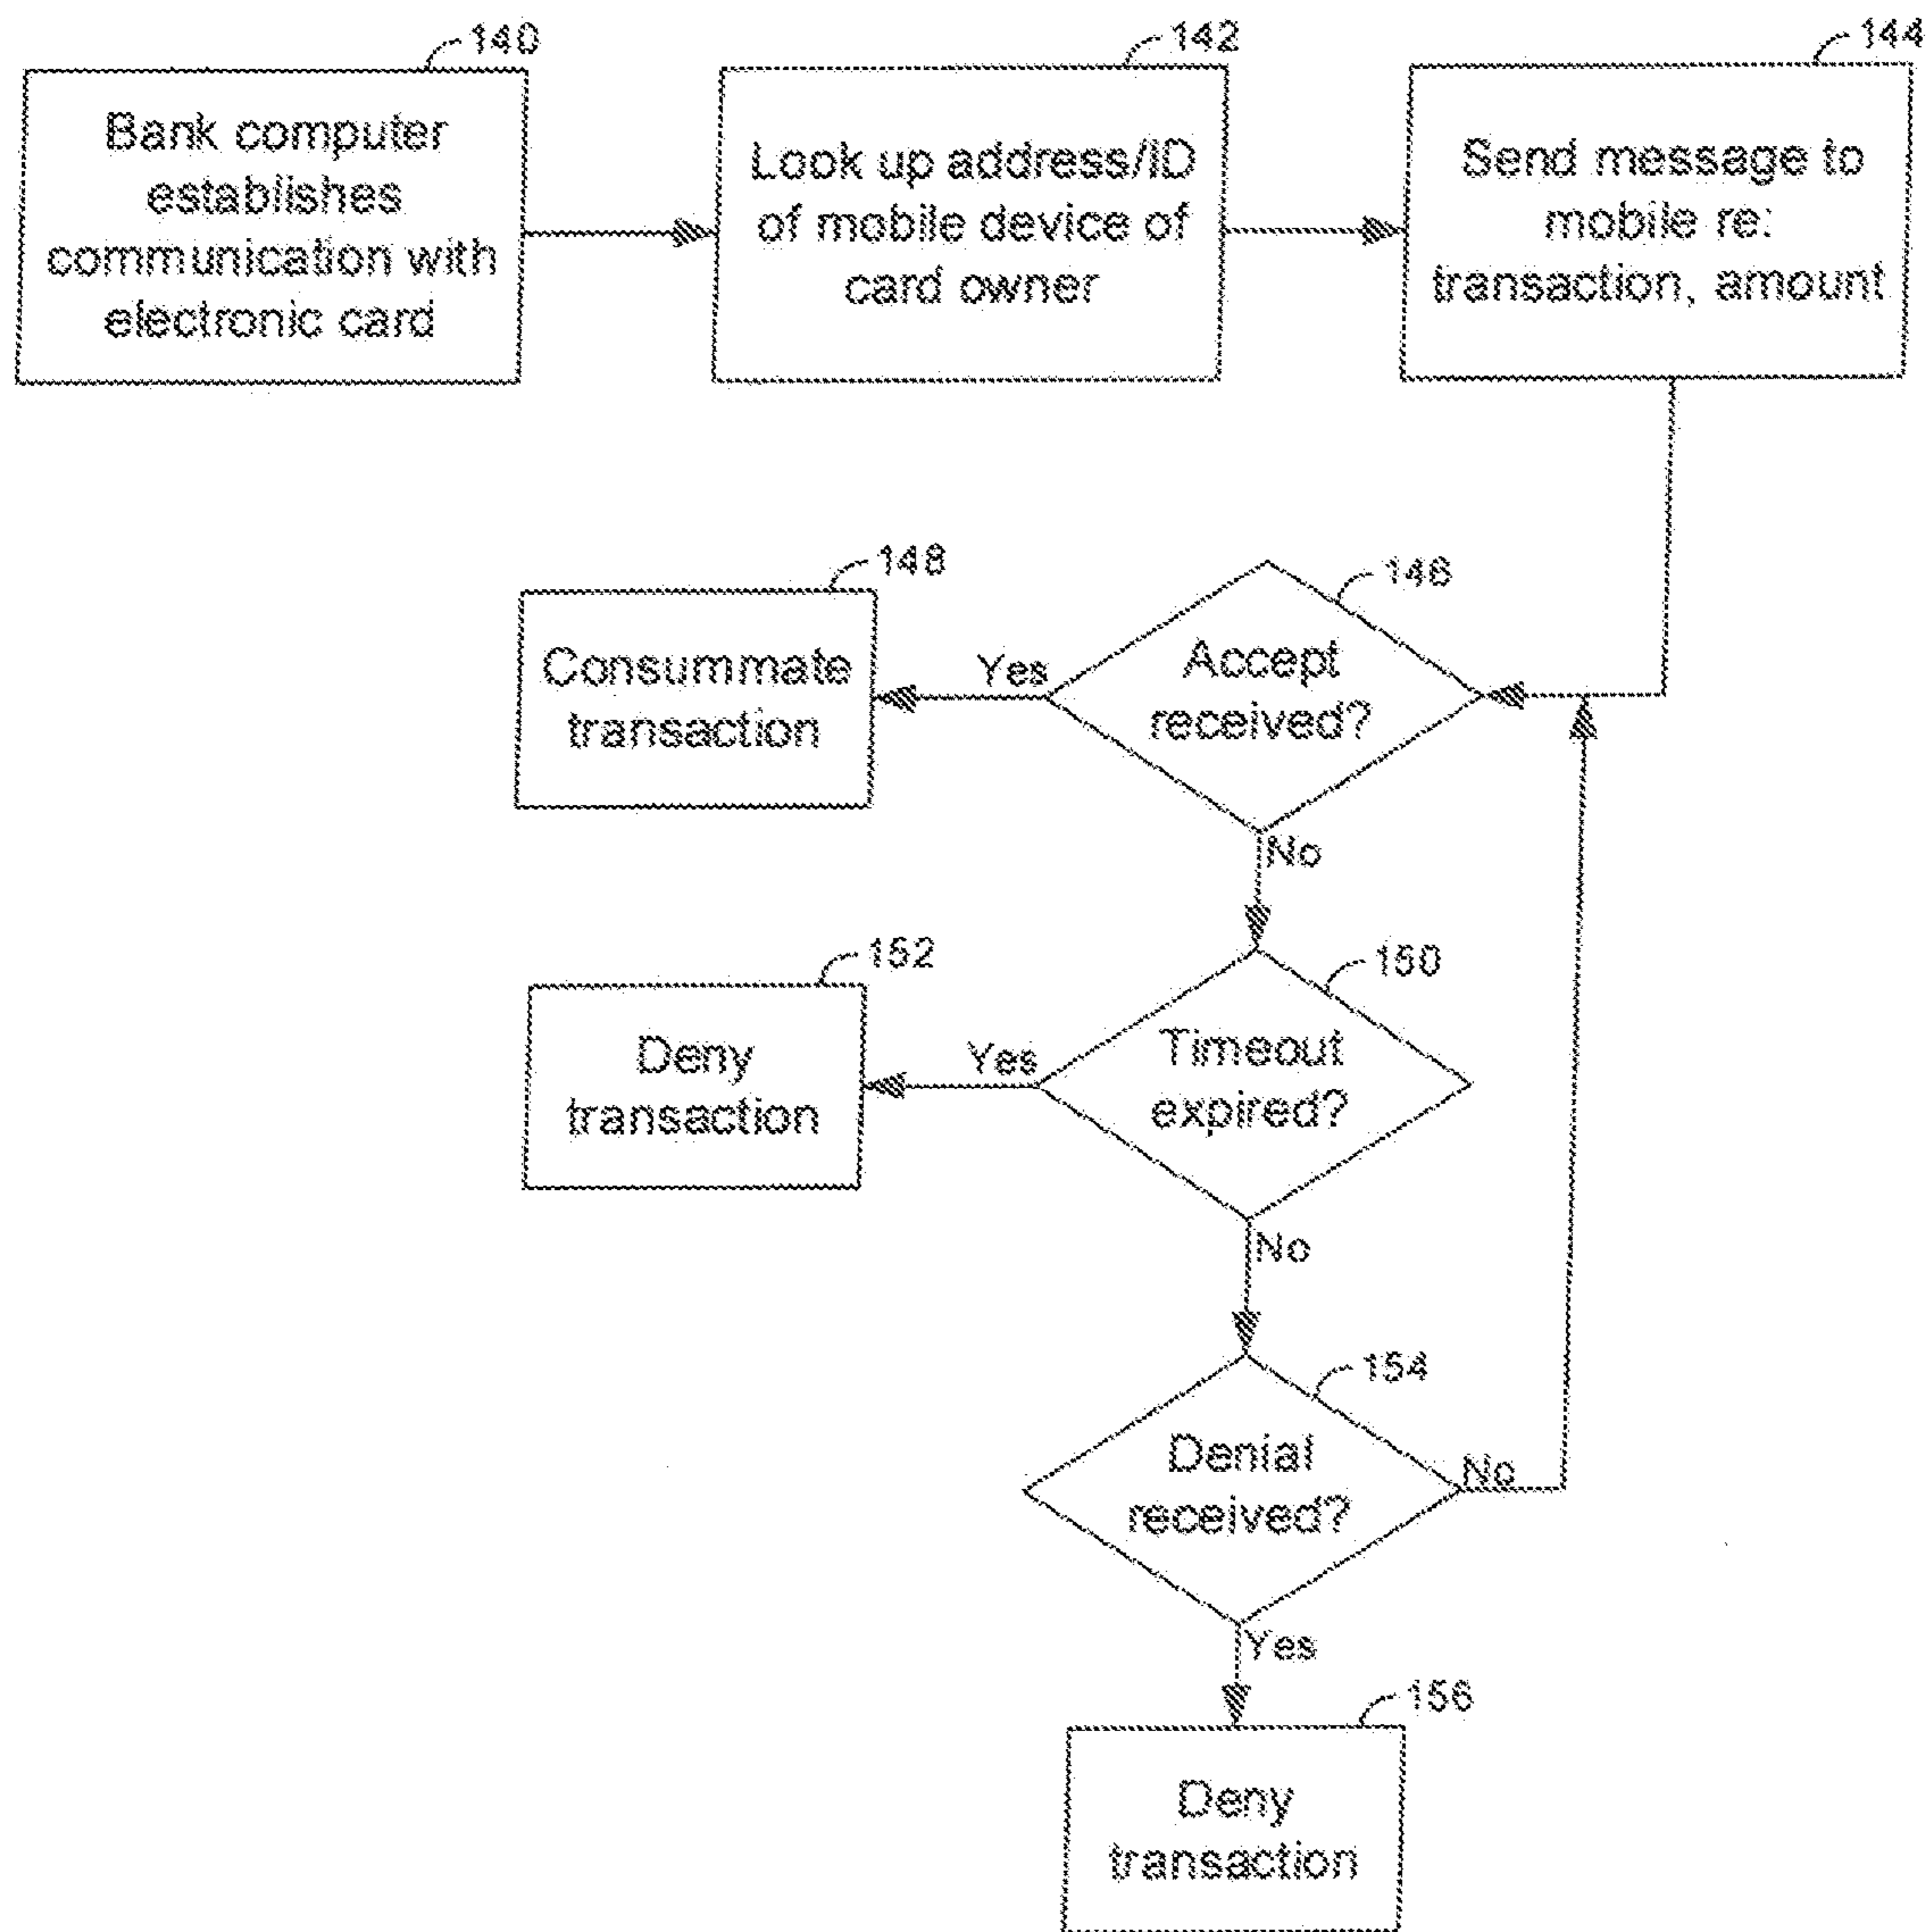 140
Bank computer
establishes
communication with
electronic card
142
Look up address/ID
of mobile device of
card owner
144
Send message to
mobile re:
transaction, amount
146
Accept
received?
Yes
148
Consummate
transaction
No
150
Timeout
expired?
Yes
152
Deny
transaction
No
154
Denial
received?
No
Yes
156
Deny
transaction